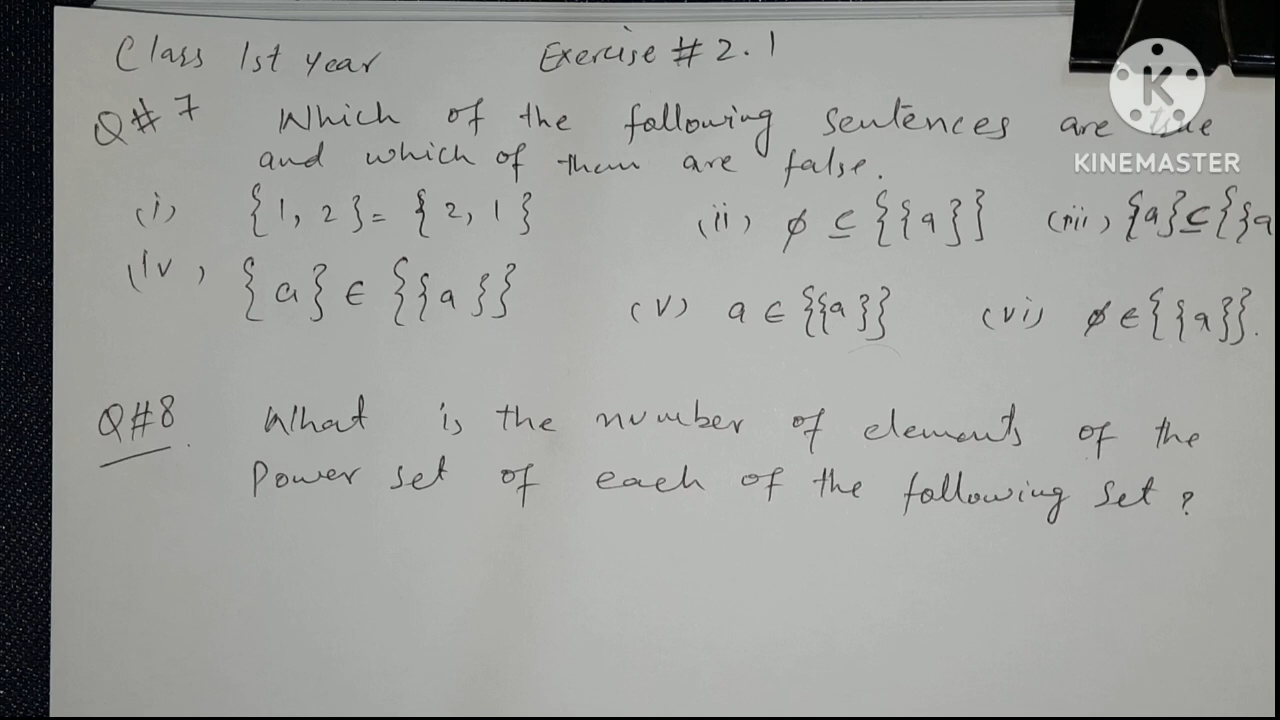 Class 1st year Exercise # 2.1
Q# 7 Which of the following sentences are true
KINEMASTER
and which of them are false.
(i) {1, 2} = {2, 1} (ii) ϕ ⊆ {{a}} (iii) {a} ⊆ {{a
(iv) {a} ∈ {{a}} (v) a ∈ {{a}} (vi) ϕ ∈ {{a}}.
Q#8. What is the number of elements of the
Power set of each of the following set ?